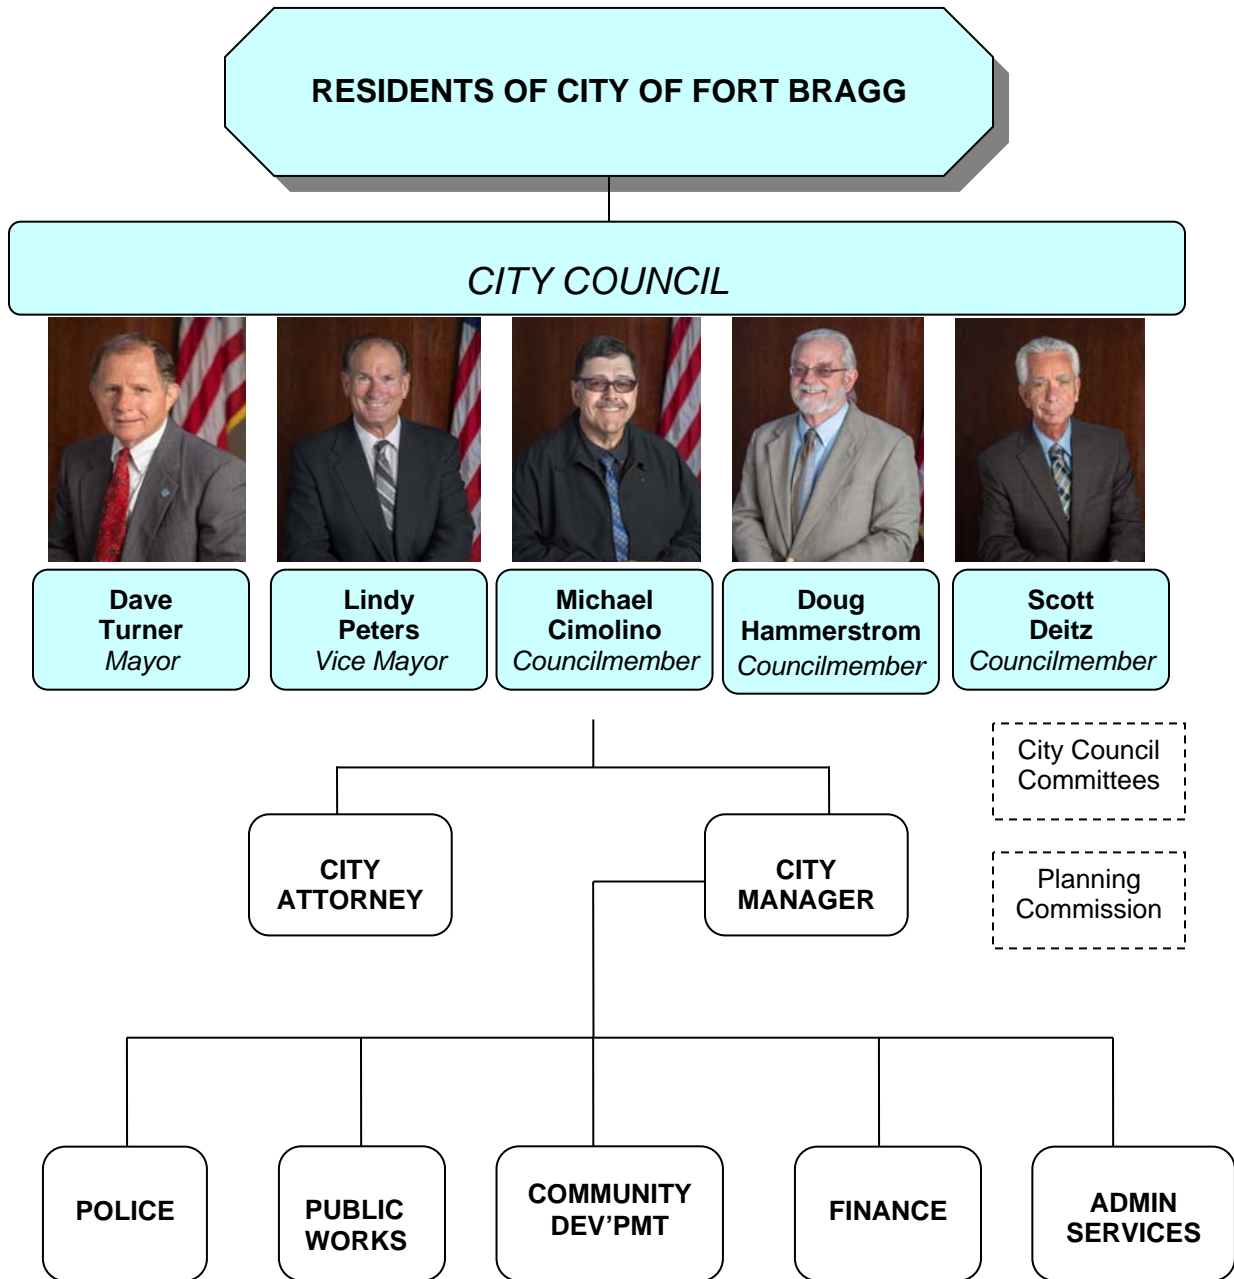 RESIDENTS OF CITY OF FORT BRAGG
CITY COUNCIL
Dave
Turner
Mayor
Lindy
Peters
Vice Mayor
Michael
Cimolino
Councilmember
Doug
Hammerstrom
Councilmember
Scott
Deitz
Councilmember
City Council
Committees
CITY
ATTORNEY
CITY
MANAGER
Planning
Commission
POLICE
PUBLIC
WORKS
COMMUNITY
DEV’PMT
FINANCE
ADMIN
SERVICES